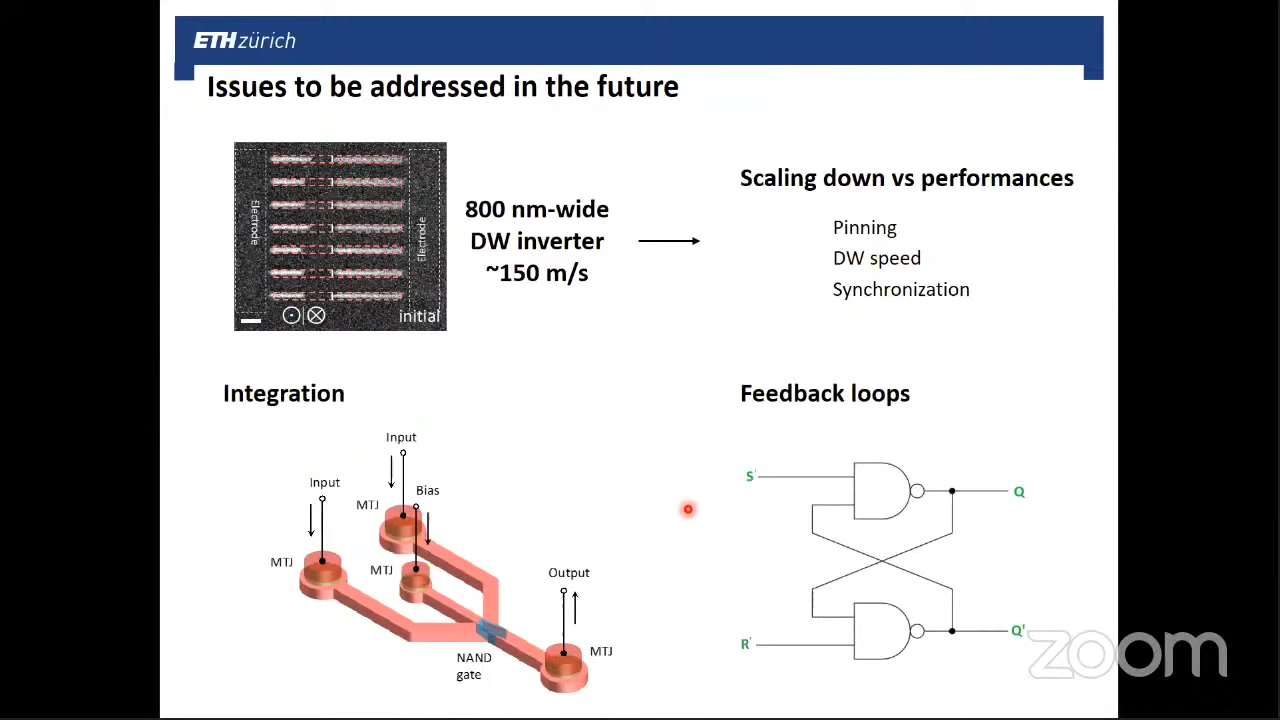 ETH zürich
Issues to be addressed in the future
Electrode
Electrode
initial
800 nm-wide
DW inverter
~150 m/s
Scaling down vs performances
Pinning
DW speed
Synchronization
Integration
Input
Input
Bias
MTJ
MTJ
MTJ
Output
MTJ
NAND
gate
Feedback loops
S'
Q
R'
Q'
zoom